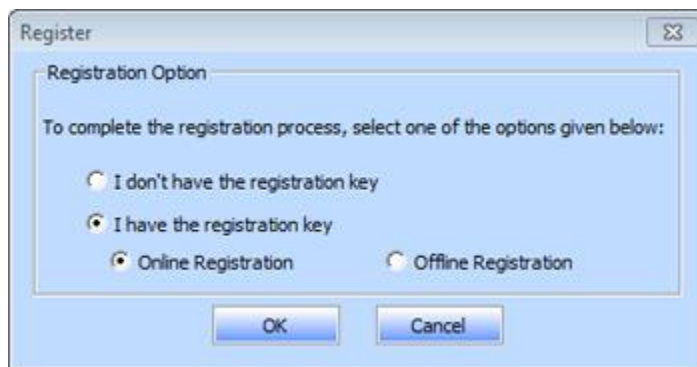 Register
Registration Option
To complete the registration process, select one of the options given below:
I don't have the registration key
I have the registration key
Online Registration Offline Registration
OK Cancel